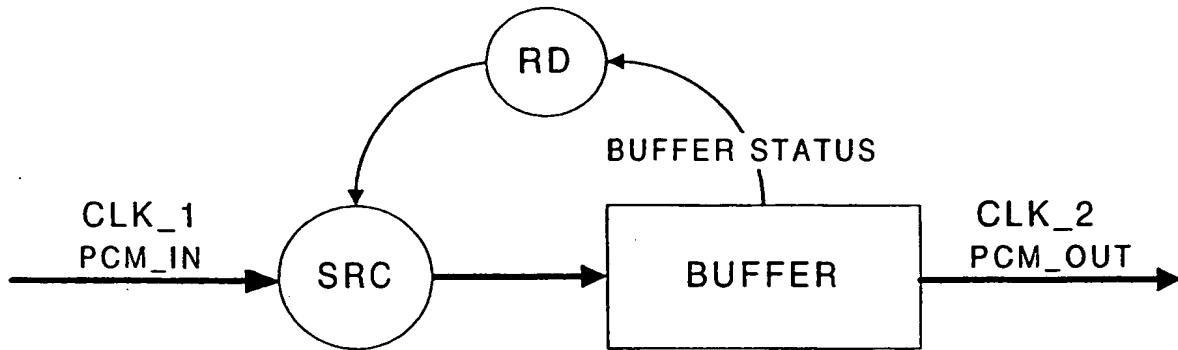 RD
BUFFER STATUS
CLK_1
PCM_IN
SRC
BUFFER
CLK_2
PCM_OUT